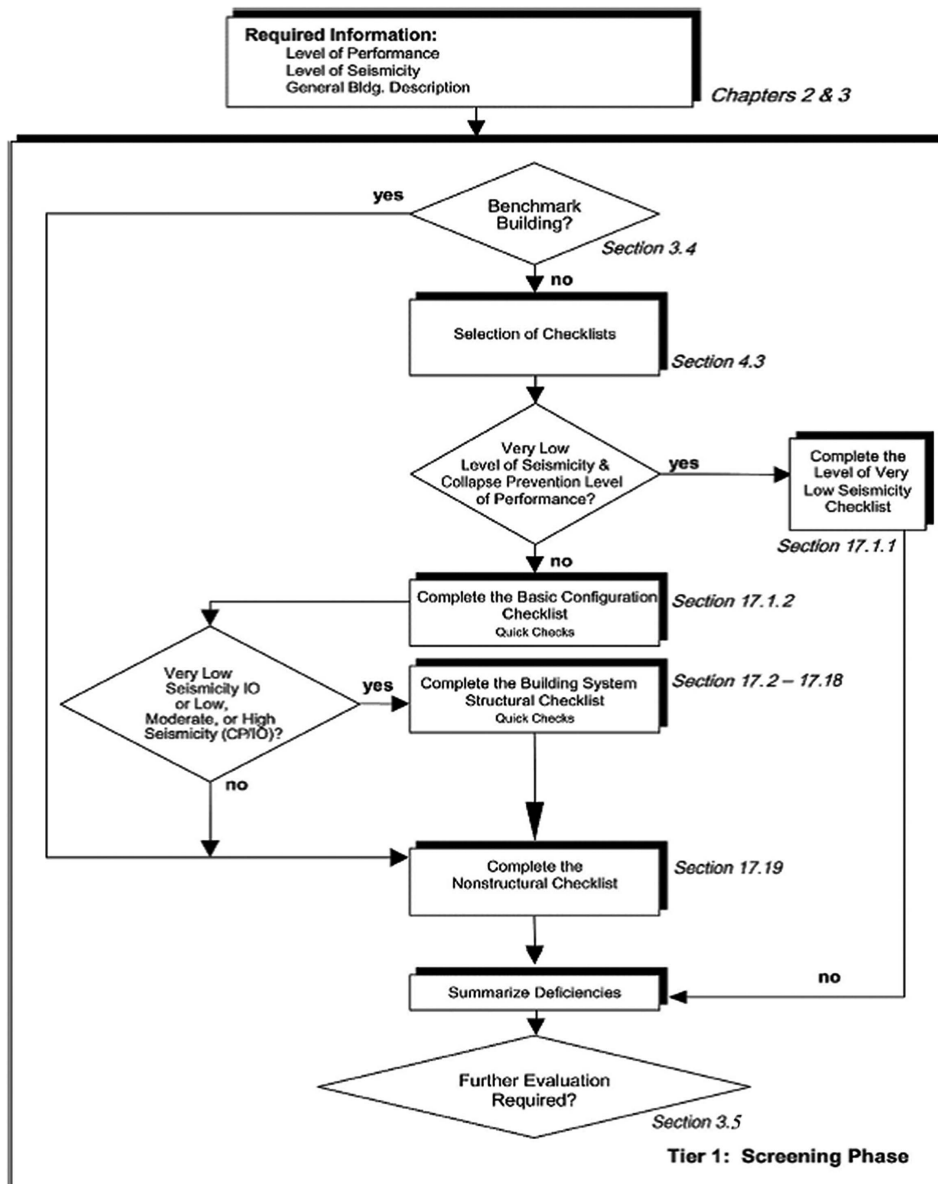 Required Information:
Level of Performance
Level of Seismicity
General Bldg. Description
Chapters 2 & 3
yes
Benchmark
Building?
Section 3.4
no
Selection of Checklists
Section 4.3
Very Low
Level of Seismicity &
Collapse Prevention Level
of Performance?
yes
Complete the
Level of Very
Low Seismicity
Checklist
Section 17.1.1
no
Complete the Basic Configuration
Checklist
Quick Checks
Section 17.1.2
Very Low
Seismicity IO
or Low,
Moderate, or High
Seismicity (CP/IO)?
yes
Complete the Building System
Structural Checklist
Quick Checks
Section 17.2 – 17.18
no
Complete the
Nonstructural Checklist
Section 17.19
no
Summarize Deficiencies
Further Evaluation
Required?
Section 3.5
Tier 1: Screening Phase